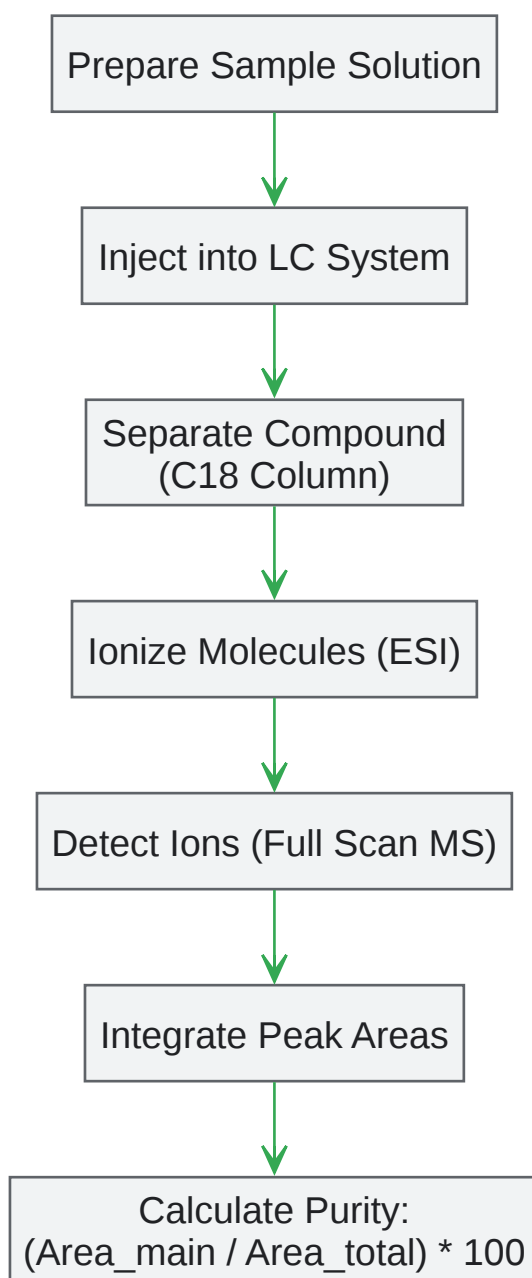 Prepare Sample Solution
Inject into LC System
Separate Compound
(C18 Column)
Ionize Molecules (ESI)
Detect Ions (Full Scan MS)
Integrate Peak Areas
Calculate Purity:
(Area_main / Area_total) * 100